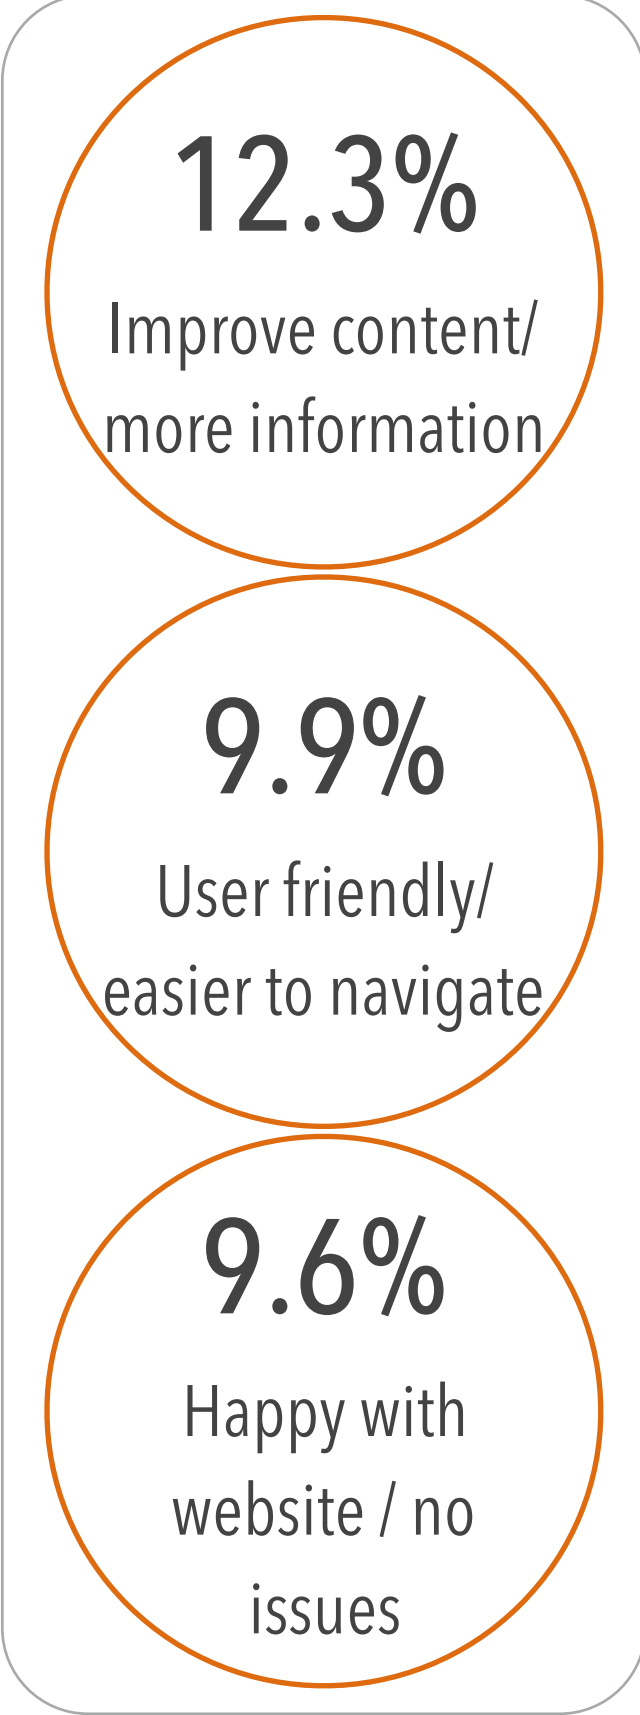 12.3%
Improve content/
more information
9.9%
User friendly/
easier to navigate
9.6%
Happy with
website / no
issues